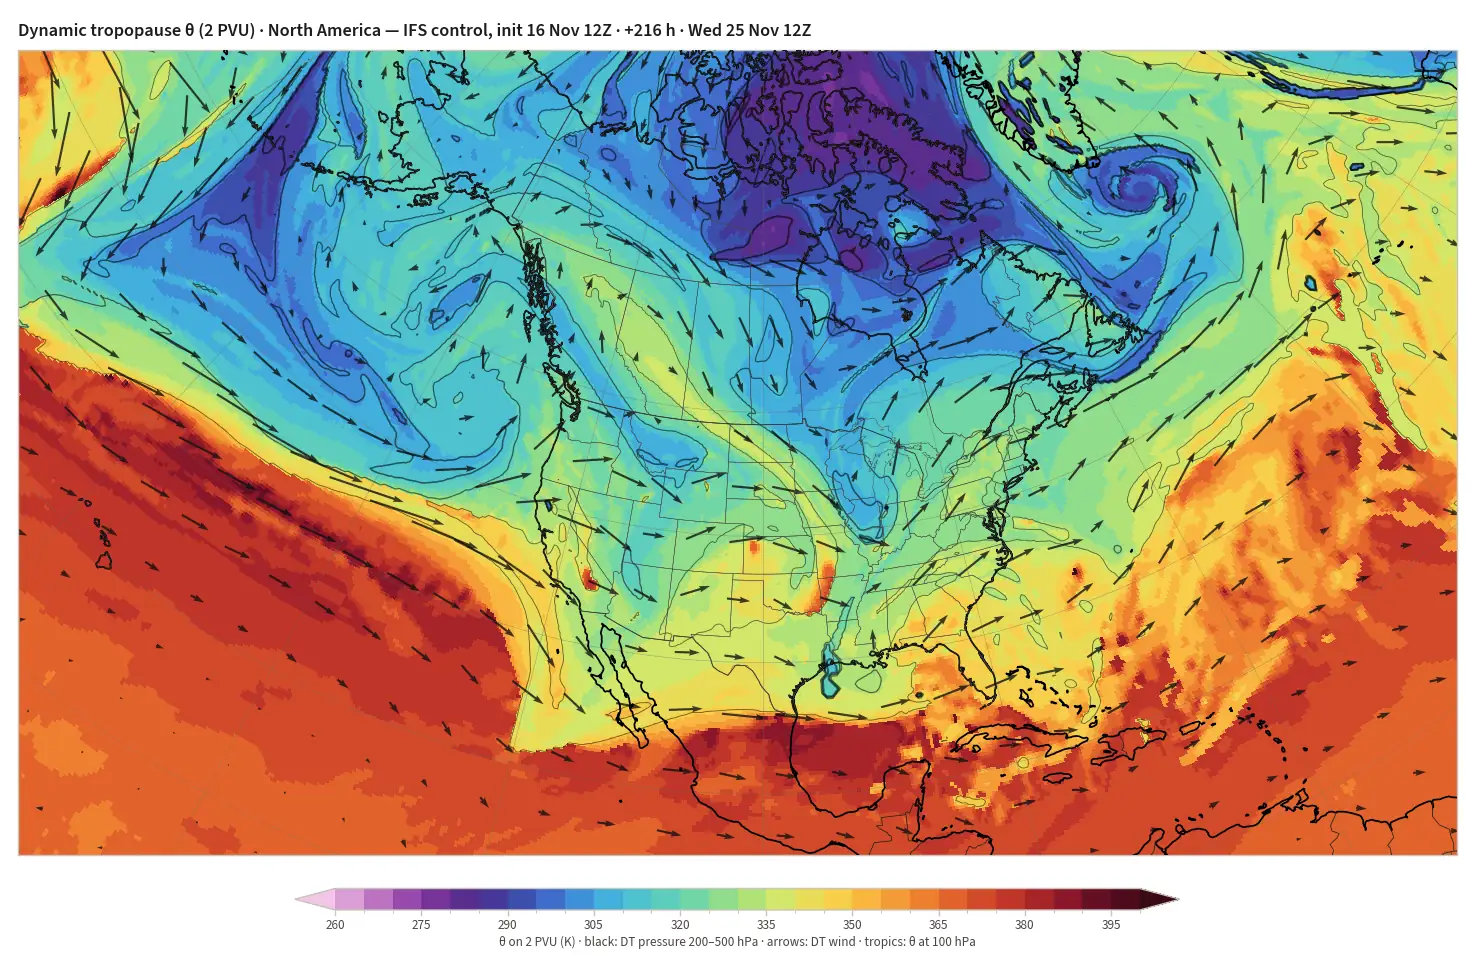 Dynamic tropopause θ (2 PVU) · North America — IFS control, init 16 Nov 12Z · +216 h · Wed 25 Nov 12Z
260 275 290 305 320 335 350 365 380 395
θ on 2 PVU (K) · black: DT pressure 200–500 hPa · arrows: DT wind · tropics: θ at 100 hPa